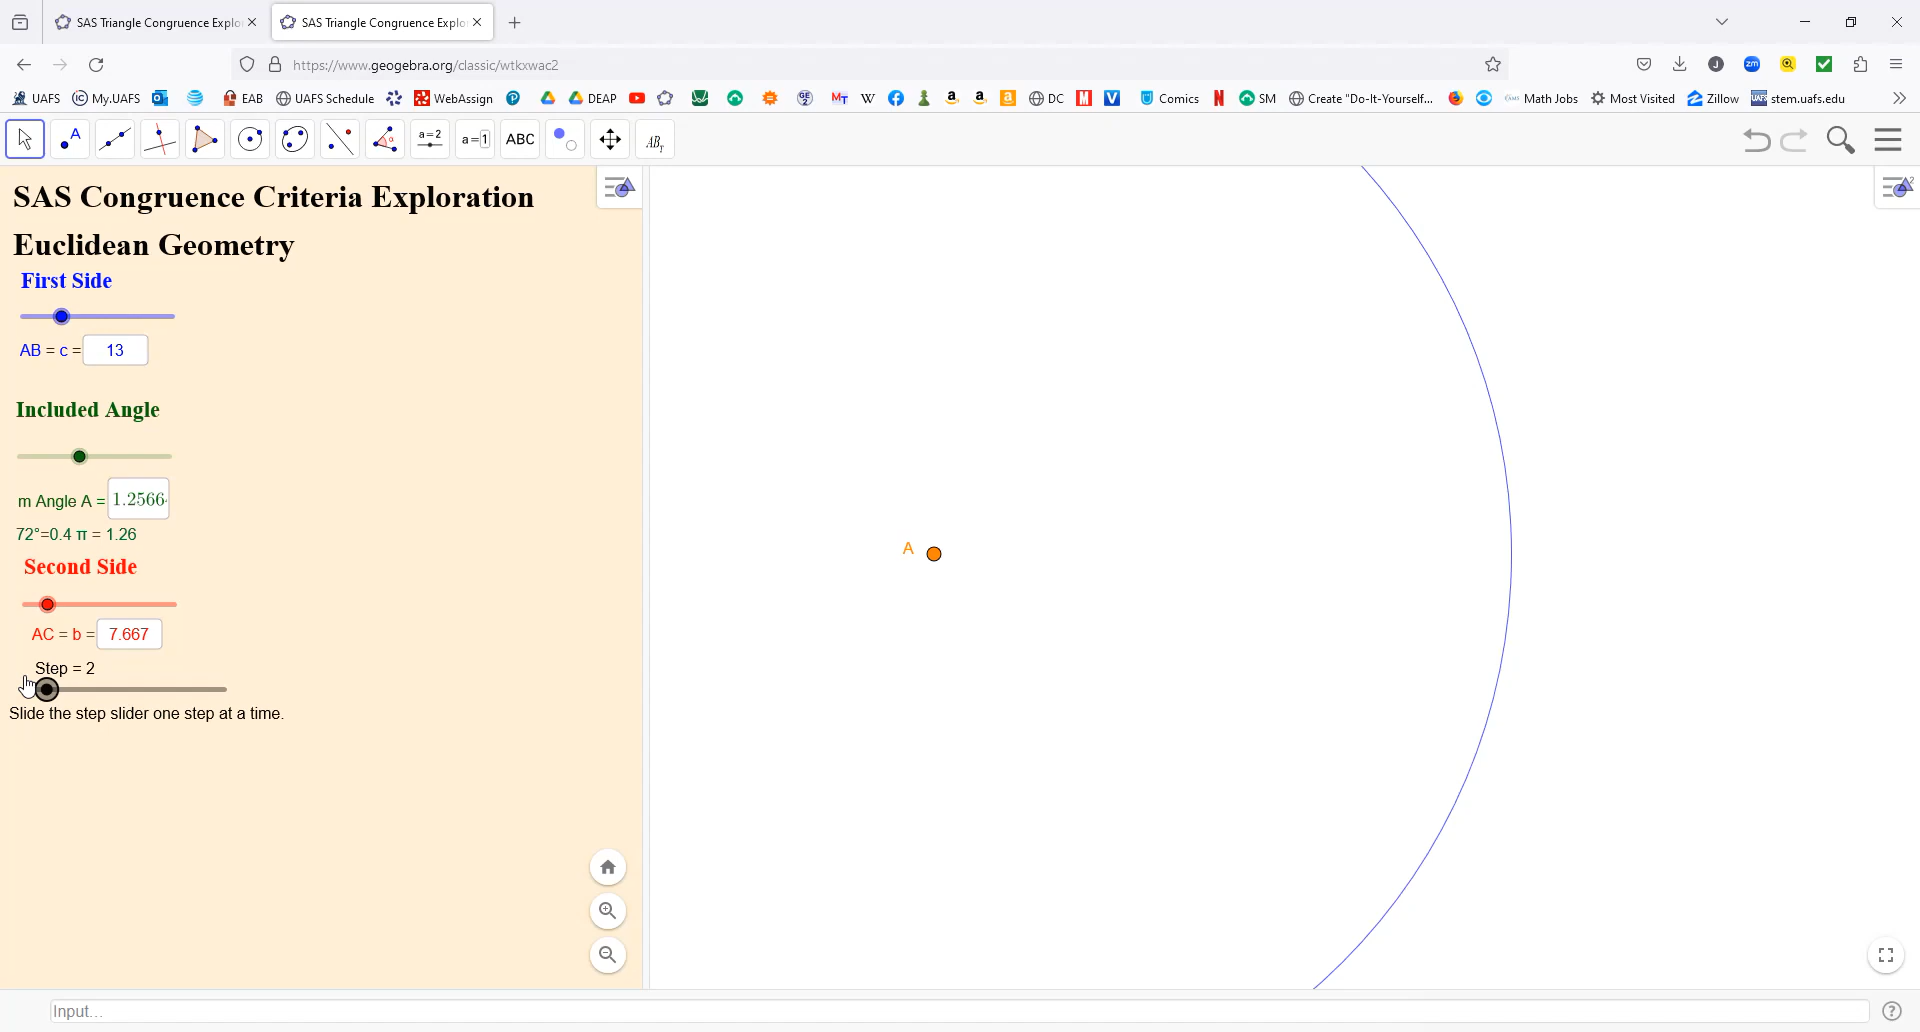 SAS Triangle Congruence Explo
SAS Triangle Congruence Explo
https://www.geogebra.org/classic/wtkxwac2
UAFS
My.UAFS
EAB
UAFS Schedule
WebAssign
DEAP
W
DC
Comics
SM
Create "Do-It-Yourself...
Math Jobs
Most Visited
Zillow
stem.uafs.edu
A
a=2
a=1
ABC
SAS Congruence Criteria Exploration
Euclidean Geometry
First Side
AB = c = 13
Included Angle
m Angle A = 1.2566
72°=0.4 π = 1.26
Second Side
AC = b = 7.667
Step = 2
Slide the step slider one step at a time.
A
Input...